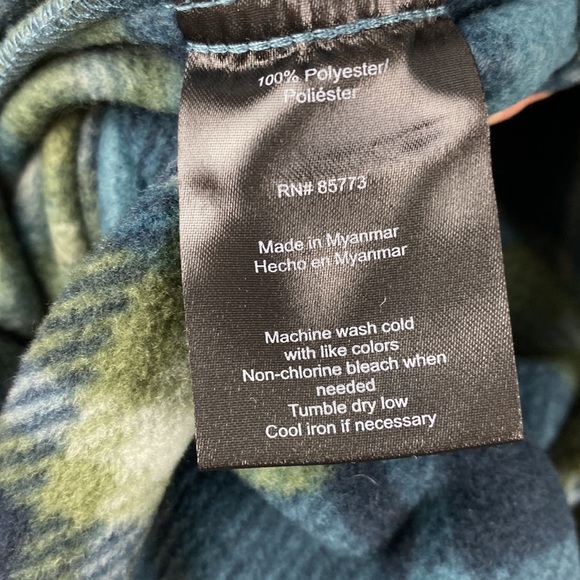 100% Polyester/
Poliéster
RN# 85773
Made in Myanmar
Hecho en Myanmar
Machine wash cold
with like colors
Non-chlorine bleach when
needed
Tumble dry low
Cool iron if necessary